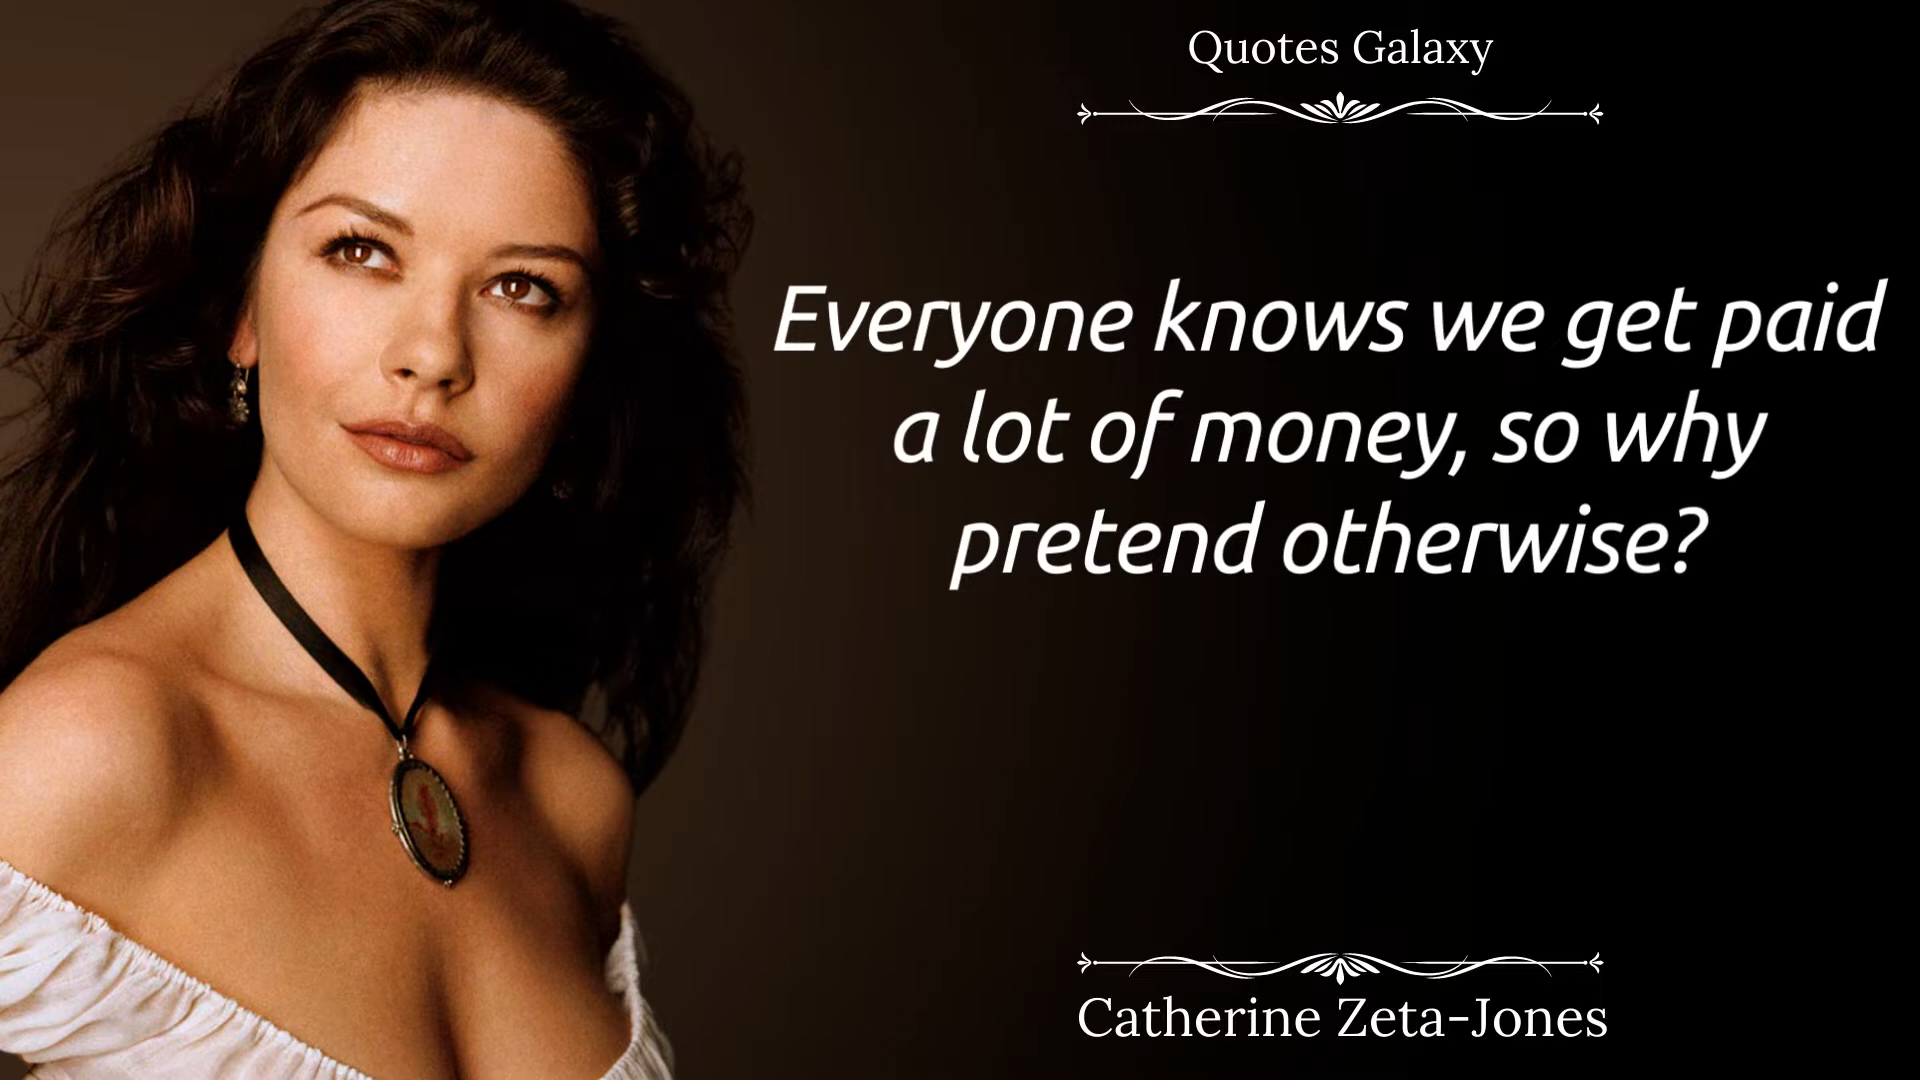 Quotes Galaxy
Everyone knows we get paid
a lot of money, so why
pretend otherwise?
Catherine Zeta-Jones